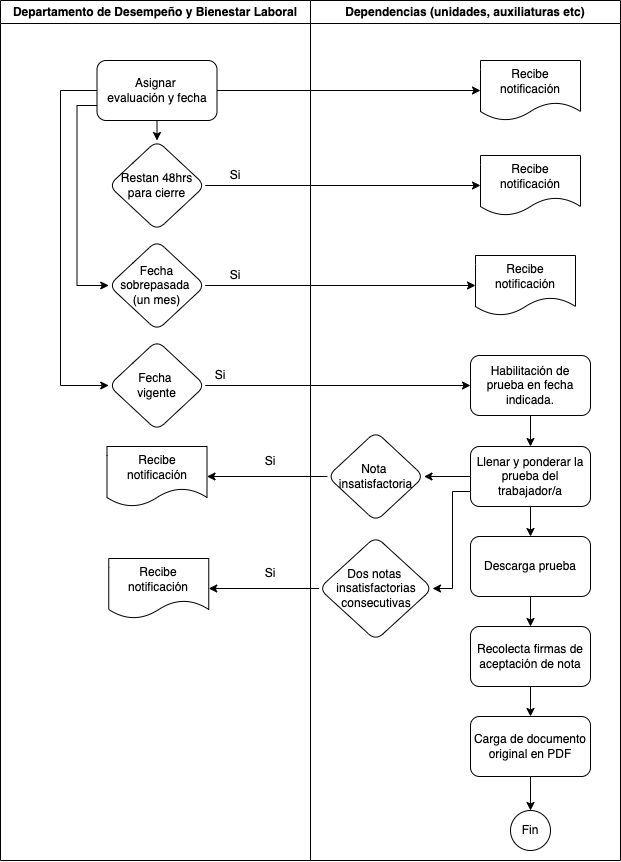 Departamento de Desempeño y Bienestar Laboral
Dependencias (unidades, auxiliaturas etc)
Asignar
evaluación y fecha
Recibe
notificación
Restan 48hrs
para cierre
Si
Recibe
notificación
Fecha
sobrepasada
(un mes)
Si
Recibe
notificación
Fecha
vigente
Si
Habilitación de
prueba en fecha
indicada.
Recibe
notificación
Si
Nota
insatisfactoria
Llenar y ponderar la
prueba del
trabajador/a
Recibe
notificación
Si
Dos notas
insatisfactorias
consecutivas
Descarga prueba
Recolecta firmas de
aceptación de nota
Carga de documento
original en PDF
Fin